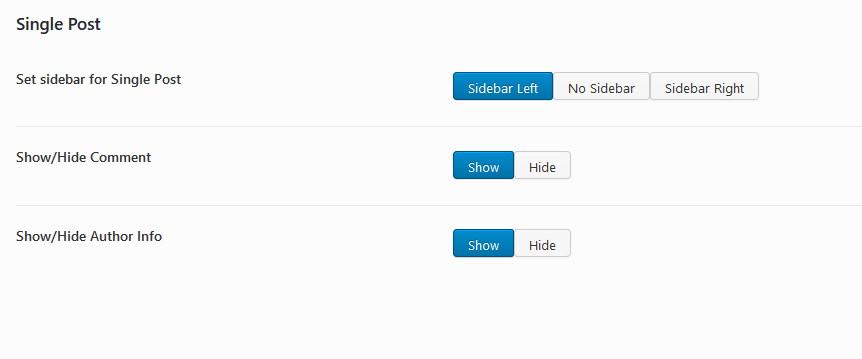 Single Post
Set sidebar for Single Post
Sidebar Left No Sidebar Sidebar Right
Show/Hide Comment
Show Hide
Show/Hide Author Info
Show Hide